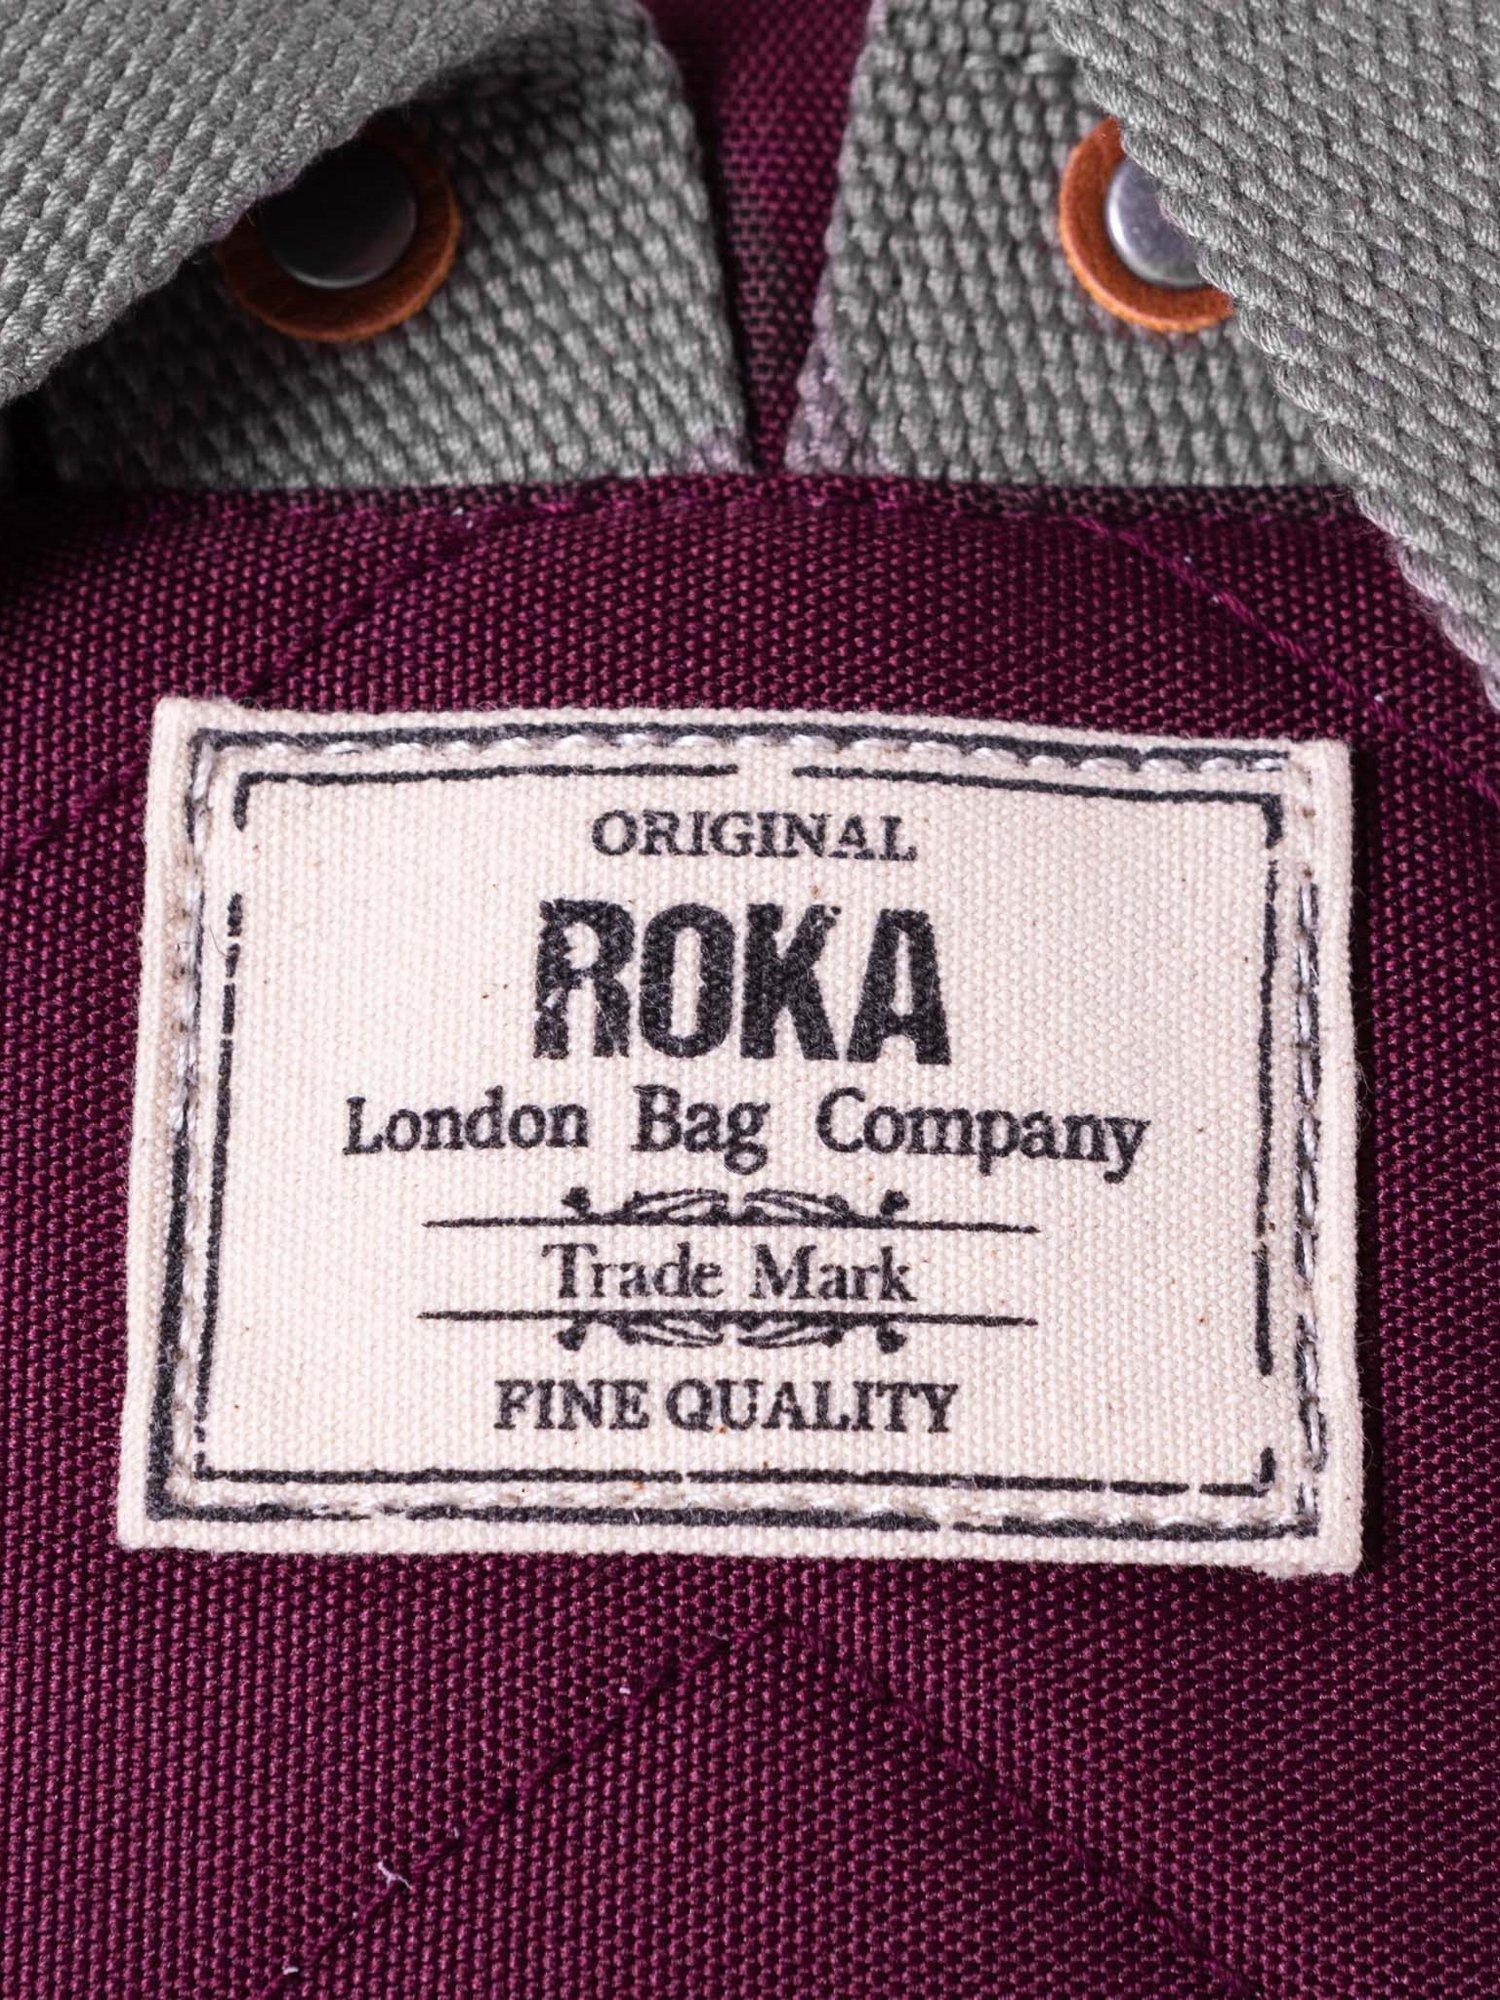 ORIGINAL
ROKA
London Bag Company
Trade Mark
FINE QUALITY